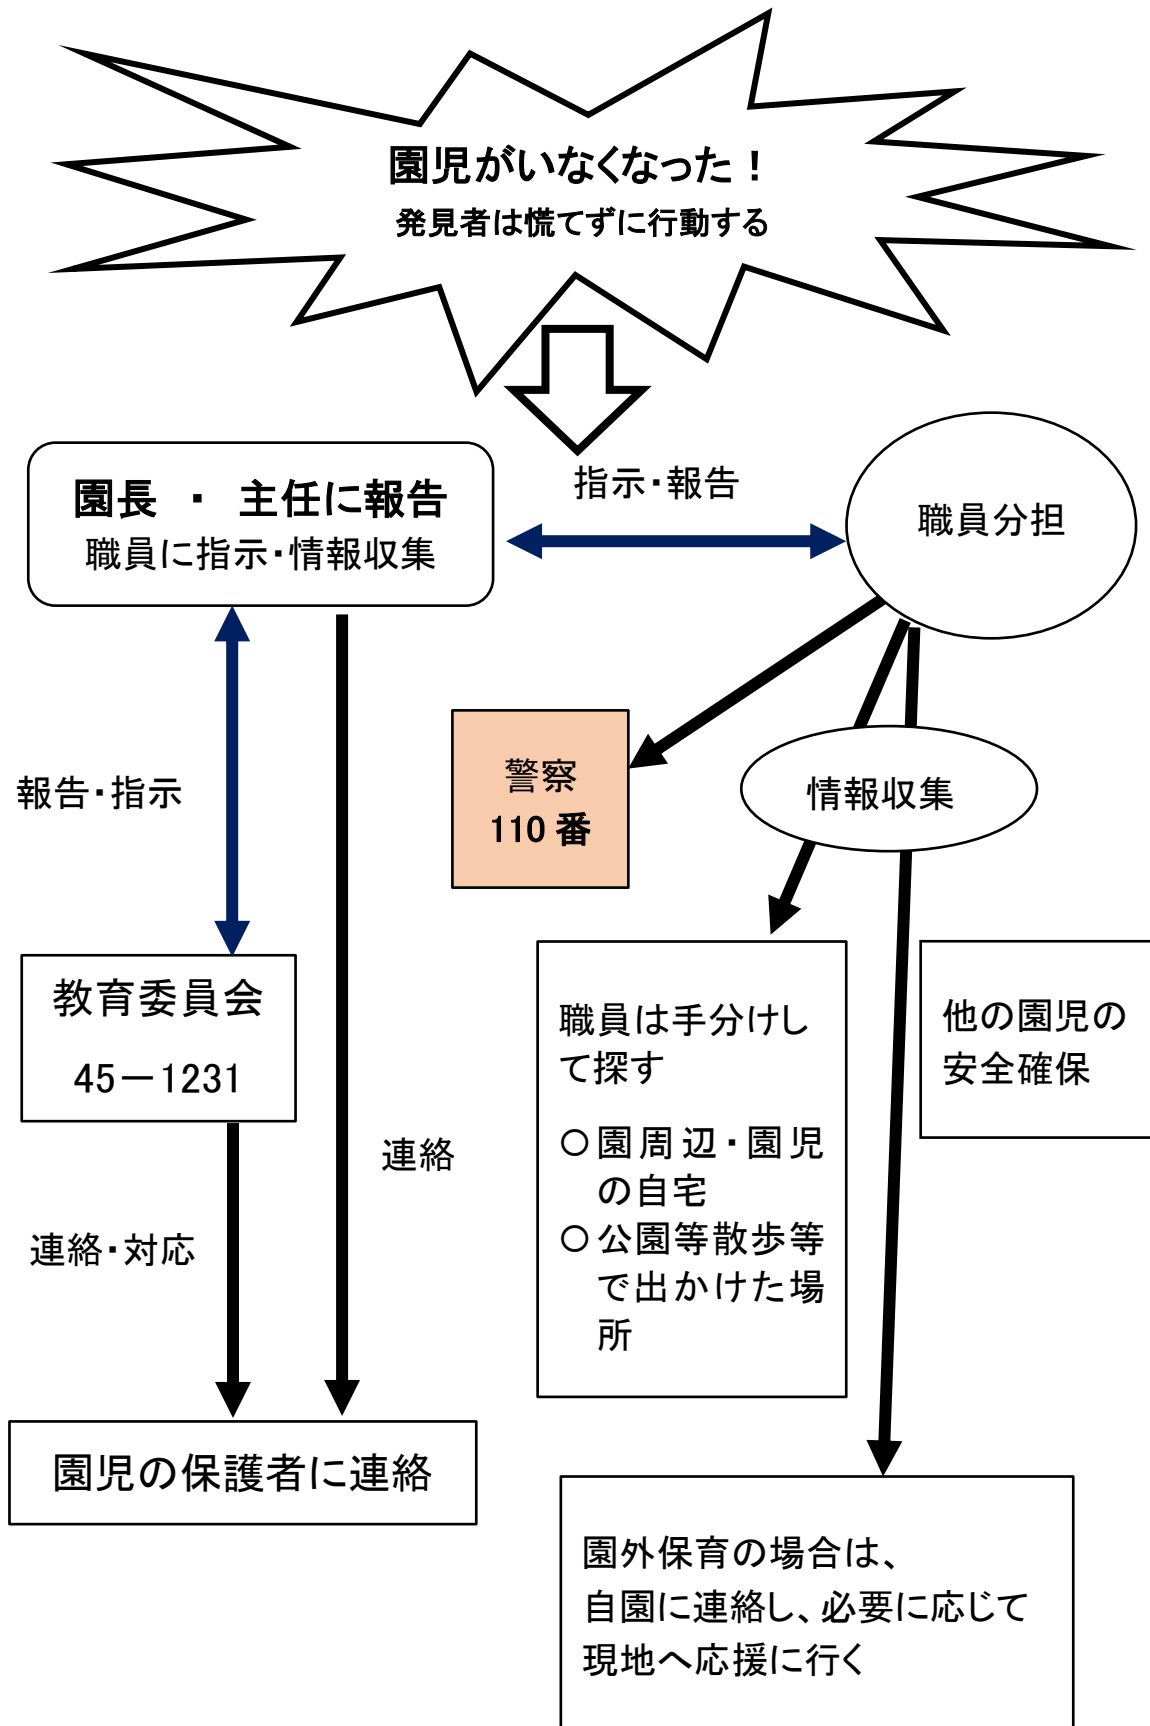 園児がいなくなった！
発見者は慌てずに行動する
指示・報告
園長 ・ 主任に報告
職員に指示・情報収集
職員分担
警察
110番
情報収集
報告・指示
教育委員会
45－1231
連絡
連絡・対応
職員は手分けし
て探す
○園周辺・園児
の自宅
○公園等散歩等
で出かけた場
所
他の園児の
安全確保
園児の保護者に連絡
園外保育の場合は、
自園に連絡し、必要に応じて
現地へ応援に行く